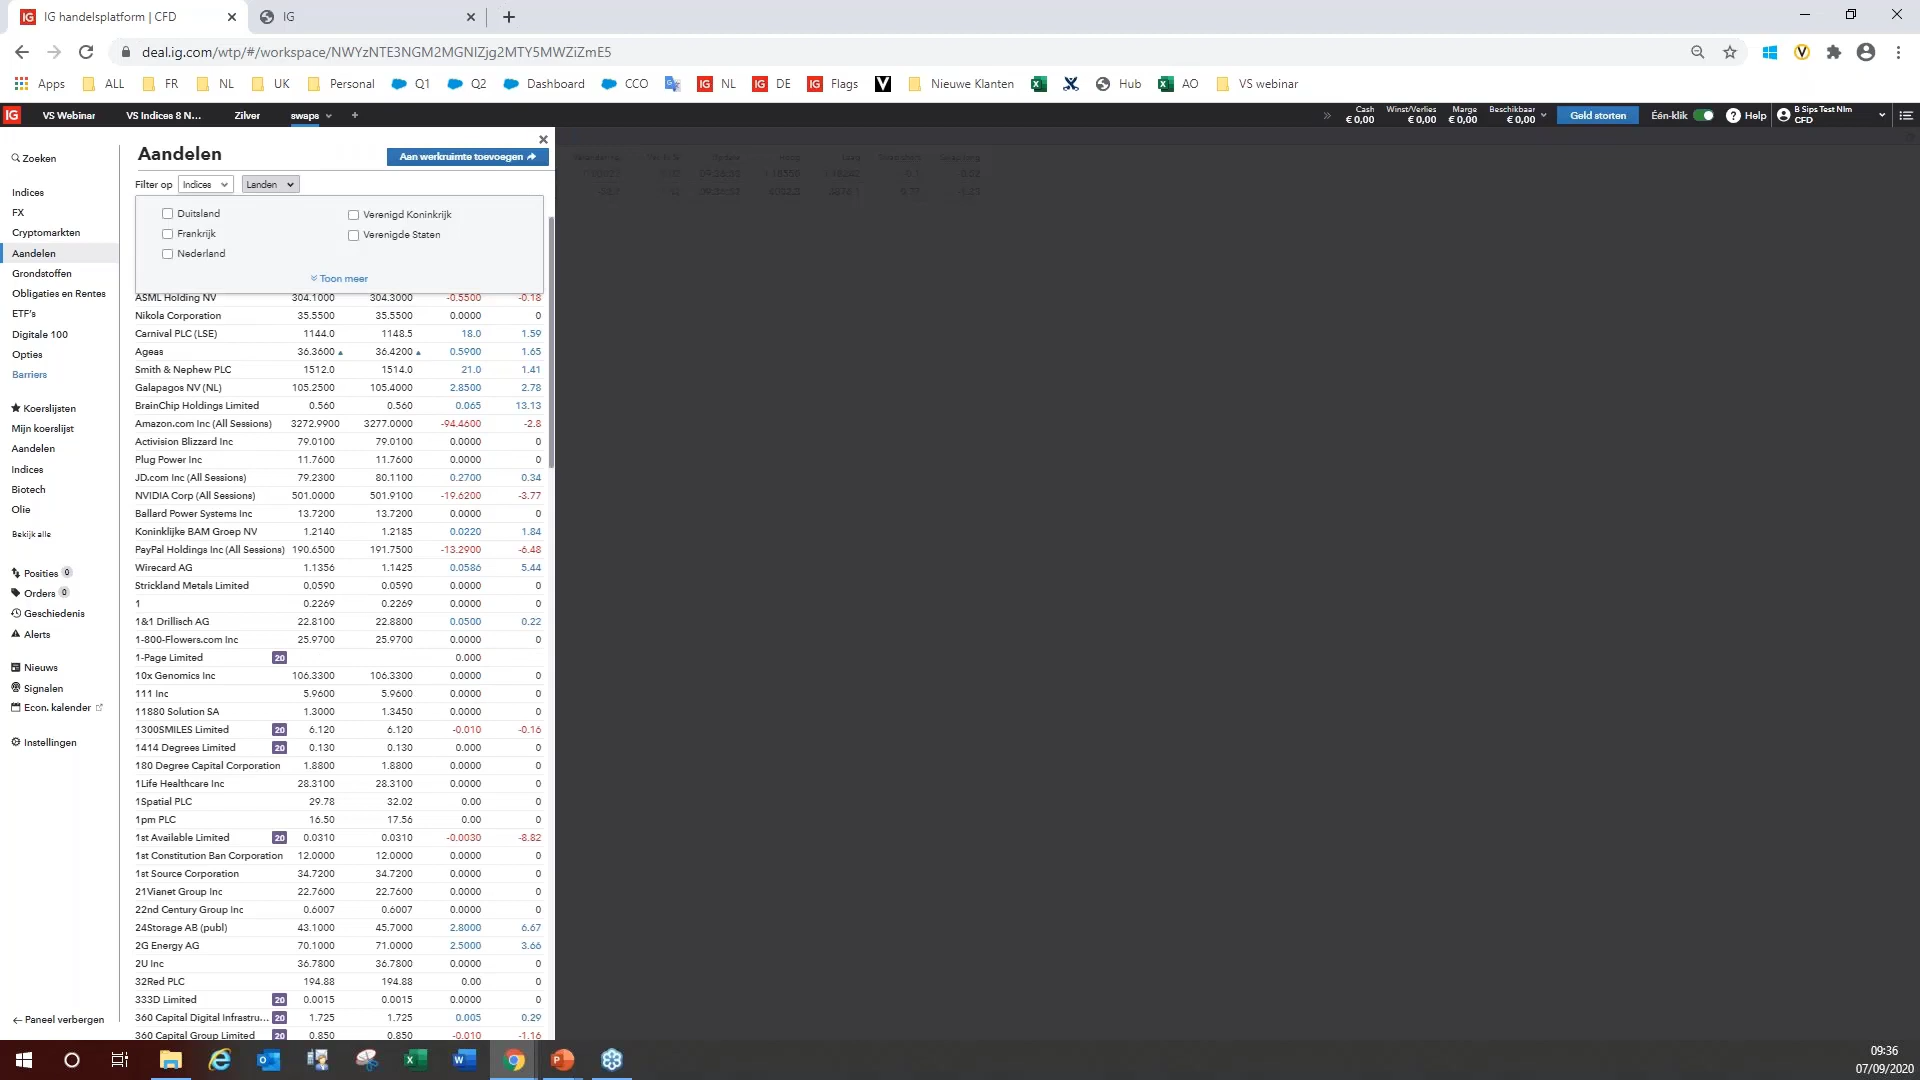 IG handelsplatform | CFD
IG
deal.ig.com/wtp/#/workspace/NWYzNTE3NGM2MGNlZjg2MTY5MWZiZmE5
Apps ALL FR NL UK Personal Q1 Q2 Dashboard CCO NL DE Flags Nieuwe Klanten Hub AO VS webinar
IG VS Webinar VS Indices 8 N... Zilver swaps
Cash € 0,00
Winst/Verlies € 0,00
Marge € 0,00
Beschikbaar € 0,00
Geld storten
Één-klik
Help
B Sips Test Nlm
CFD
Zoeken
Indices
FX
Cryptomarkten
Aandelen
Grondstoffen
Obligaties en Rentes
ETF's
Digitale 100
Opties
Barriers
Koerslijsten
Mijn koerslijst
Aandelen
Indices
Biotech
Olie
Bekijk alle
Posities 0
Orders 0
Geschiedenis
Alerts
Nieuws
Signalen
Econ. kalender
Instellingen
Paneel verbergen
Aandelen
Aan werkruimte toevoegen
Filter op Indices Landen
Duitsland Verenigd Koninkrijk
Frankrijk Verenigde Staten
Nederland
Toon meer
ASML Holding NV 304.1000 304.3000 -0.5500 -0.18
Nikola Corporation 35.5500 35.5500 0.0000 0
Carnival PLC (LSE) 1144.0 1148.5 18.0 1.59
Ageas 36.3600 36.4200 0.5900 1.65
Smith & Nephew PLC 1512.0 1514.0 21.0 1.41
Galapagos NV (NL) 105.2500 105.4000 2.8500 2.78
BrainChip Holdings Limited 0.560 0.560 0.065 13.13
Amazon.com Inc (All Sessions) 3272.9900 3277.0000 -94.4600 -2.8
Activision Blizzard Inc 79.0100 79.0100 0.0000 0
Plug Power Inc 11.7600 11.7600 0.0000 0
JD.com Inc (All Sessions) 79.2300 80.1100 0.2700 0.34
NVIDIA Corp (All Sessions) 501.0000 501.9100 -19.6200 -3.77
Ballard Power Systems Inc 13.7200 13.7200 0.0000 0
Koninklijke BAM Groep NV 1.2140 1.2185 0.0220 1.84
PayPal Holdings Inc (All Sessions) 190.6500 191.7500 -13.2900 -6.48
Wirecard AG 1.1356 1.1425 0.0586 5.44
Strickland Metals Limited 0.0590 0.0590 0.0000 0
1 0.2269 0.2269 0.0000 0
1&1 Drillisch AG 22.8100 22.8800 0.0500 0.22
1-800-Flowers.com Inc 25.9700 25.9700 0.0000 0
1-Page Limited 20 0.000
10x Genomics Inc 106.3300 106.3300 0.0000 0
111 Inc 5.9600 5.9600 0.0000 0
11880 Solution SA 1.3000 1.3450 0.0000 0
1300SMILES Limited 20 6.120 6.120 -0.010 -0.16
1414 Degrees Limited 20 0.130 0.130 0.000 0
180 Degree Capital Corporation 1.8800 1.8800 0.0000 0
1Life Healthcare Inc 28.3100 28.3100 0.0000 0
1Spatial PLC 29.78 32.02 0.00 0
1pm PLC 16.50 17.56 0.00 0
1st Available Limited 20 0.0310 0.0310 -0.0030 -8.82
1st Constitution Ban Corporation 12.0000 12.0000 0.0000 0
1st Source Corporation 34.7200 34.7200 0.0000 0
21Vianet Group Inc 22.7600 22.7600 0.0000 0
22nd Century Group Inc 0.6007 0.6007 0.0000 0
24Storage AB (publ) 43.1000 45.7000 2.8000 6.67
2G Energy AG 70.1000 71.0000 2.5000 3.66
2U Inc 36.7800 36.7800 0.0000 0
32Red PLC 194.88 194.88 0.00 0
333D Limited 20 0.0015 0.0015 0.0000 0
360 Capital Digital Infrastru... 20 1.725 1.725 0.005 0.29
360 Capital Group Limited 20 0.850 0.850 -0.010 -1.16
09:36
07/09/2020